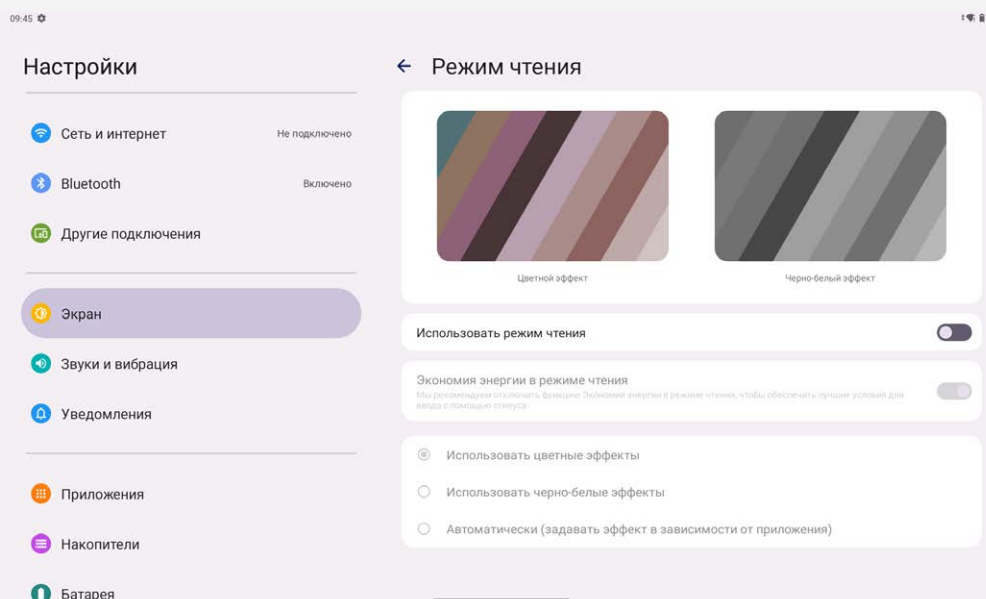 09:45
Настройки
Сеть и интернет
Не подключено
Bluetooth
Включено
Другие подключения
Экран
Звуки и вибрация
Уведомления
Приложения
Накопители
Батарея
Режим чтения
Цветной эффект
Черно-белый эффект
Использовать режим чтения
Экономия энергии в режиме чтения
Мы рекомендуем отключать функцию Экономия энергии в режиме чтения, чтобы обеспечить лучшие условия для
ввода с помощью стилуса.
Использовать цветные эффекты
Использовать черно-белые эффекты
Автоматически (задавать эффект в зависимости от приложения)